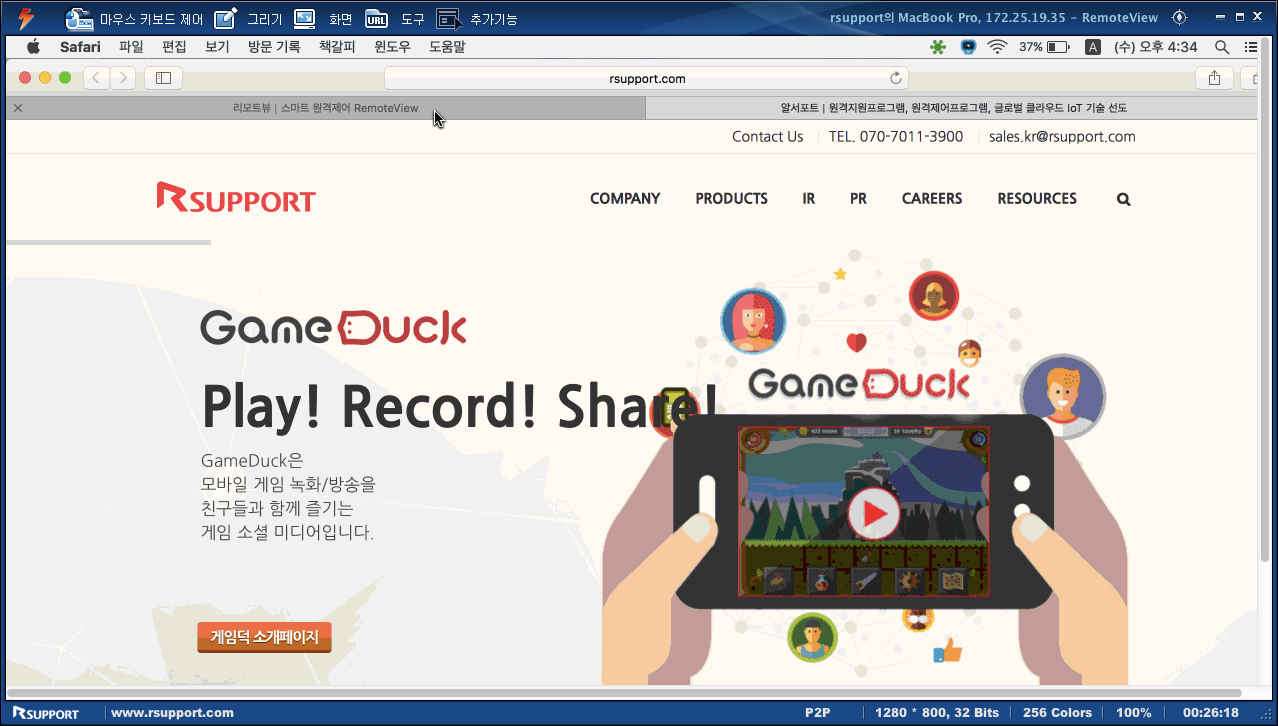 마우스 키보드 제어 그리기 화면 URL 도구 추가기능 rsupport의 MacBook Pro, 172.25.19.35 - RemoteView
Safari 파일 편집 보기 방문 기록 책갈피 윈도우 도움말 37% A (수) 오후 4:34
rsupport.com
리모트뷰 | 스마트 원격제어 RemoteView 알서포트 | 원격지원프로그램, 원격제어프로그램, 글로벌 클라우드 IoT 기술 선도
Contact Us TEL. 070-7011-3900 sales.kr@rsupport.com
RSUPPORT COMPANY PRODUCTS IR PR CAREERS RESOURCES
GameDuck
GameDuck
Play! Record! Share!
GameDuck은
모바일 게임 녹화/방송을
친구들과 함께 즐기는
게임 소셜 미디어입니다.
게임덕 소개페이지
RSUPPORT www.rsupport.com P2P 1280 * 800, 32 Bits 256 Colors 100% 00:26:18